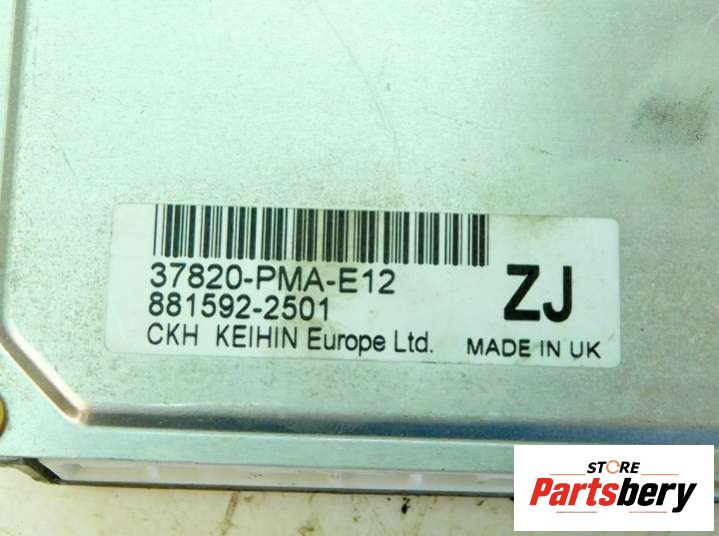 37820-PMA-E12
881592-2501
CKH KEIHIN Europe Ltd.
ZJ
MADE IN UK
STORE
Partsbery